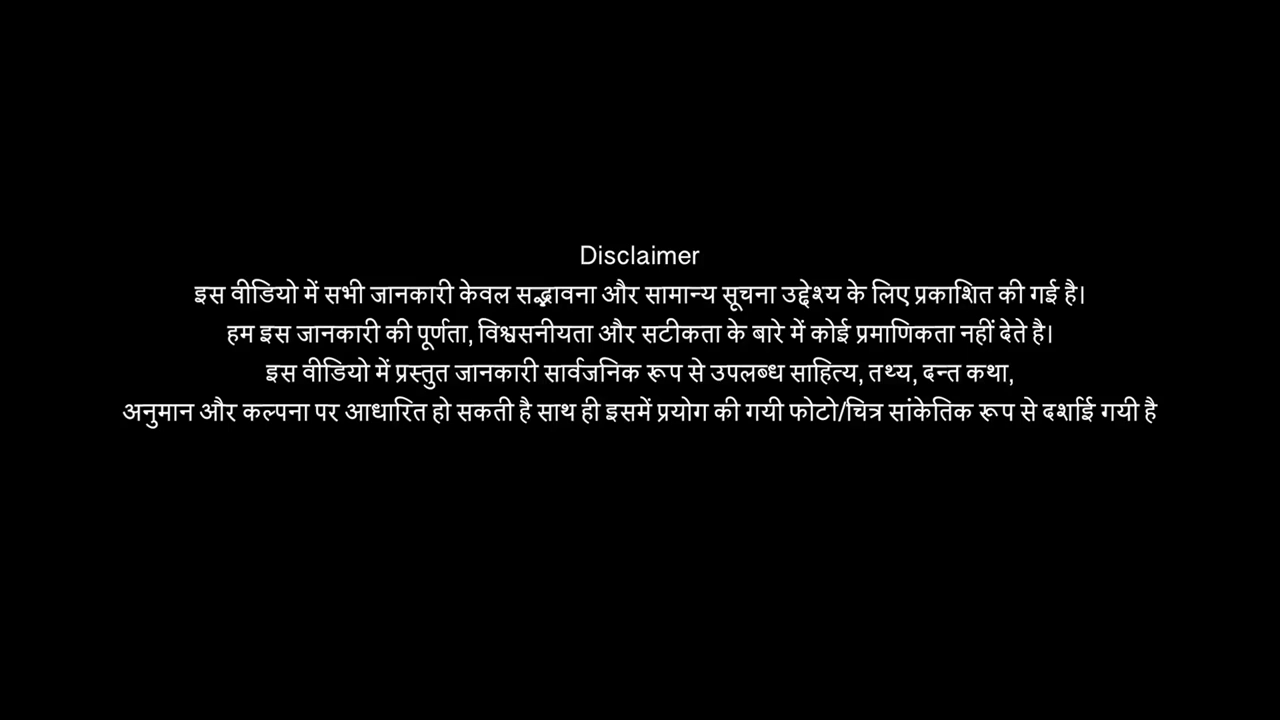 Disclaimer
इस वीडियो में सभी जानकारी केवल सद्भावना और सामान्य सूचना उद्देश्य के लिए प्रकाशित की गई है।
हम इस जानकारी की पूर्णता, विश्वसनीयता और सटीकता के बारे में कोई प्रमाणिकता नहीं देते है।
इस वीडियो में प्रस्तुत जानकारी सार्वजनिक रूप से उपलब्ध साहित्य, तथ्य, दन्त कथा,
अनुमान और कल्पना पर आधारित हो सकती है साथ ही इसमें प्रयोग की गयी फोटो/चित्र सांकेतिक रूप से दर्शाई गयी है